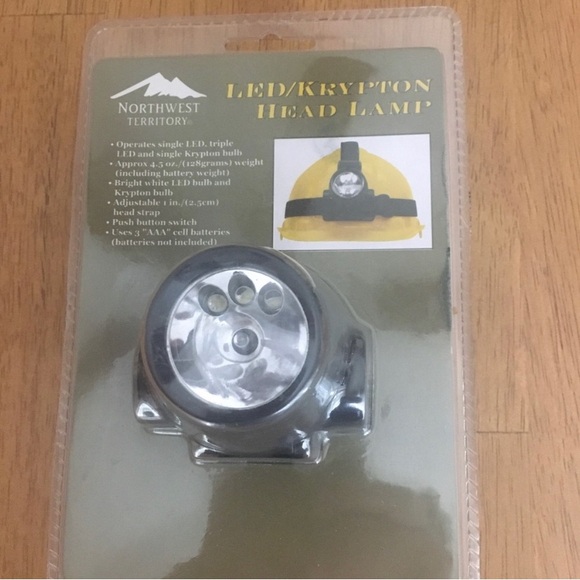 NORTHWEST
TERRITORY®
LED/KRYPTON
HEAD LAMP
• Operates single LED, triple
LED and single Krypton bulb
• Approx 4.5 oz./(128grams) weight
(including battery weight)
• Bright white LED bulb and
Krypton bulb
• Adjustable 1 in./(2.5cm)
head strap
• Push button switch
• Uses 3 "AAA" cell batteries
(batteries not included)